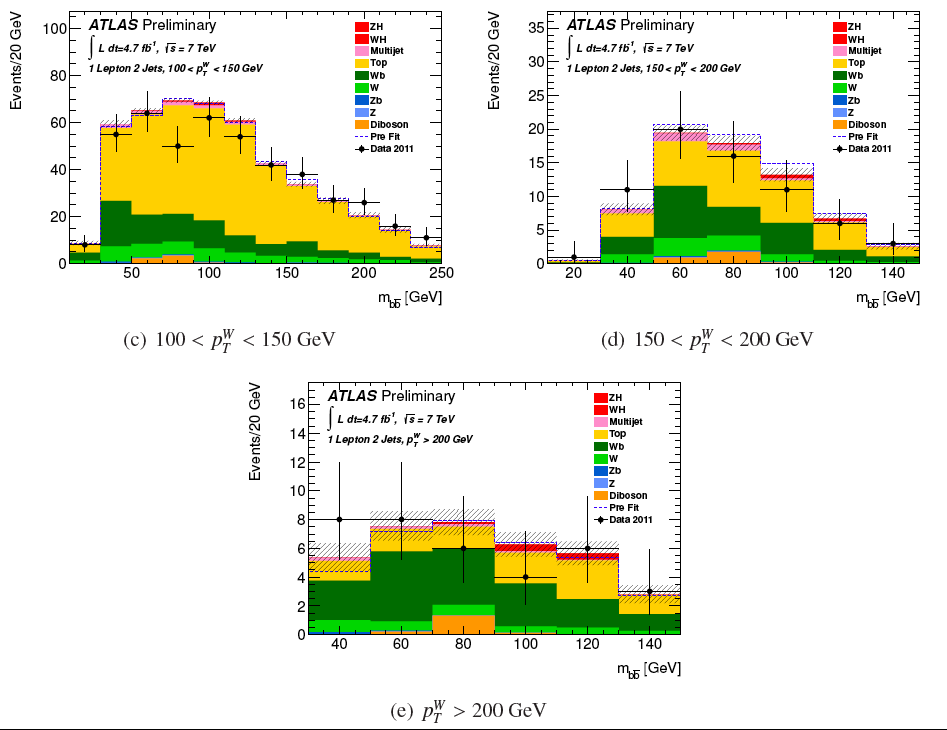 ATLAS Preliminary
∫ L dt=4.7 fb⁻¹, √s = 7 TeV
1 Lepton 2 Jets, 100 < p_T^W < 150 GeV
ZH
WH
Multijet
Top
Wb
W
Zb
Z
Diboson
Pre Fit
Data 2011
Events/20 GeV
100
80
60
40
20
0
50 100 150 200 250
m_bb̄ [GeV]
(c) 100 < p_T^W < 150 GeV
ATLAS Preliminary
∫ L dt=4.7 fb⁻¹, √s = 7 TeV
1 Lepton 2 Jets, 150 < p_T^W < 200 GeV
ZH
WH
Multijet
Top
Wb
W
Zb
Z
Diboson
Pre Fit
Data 2011
Events/20 GeV
35
30
25
20
15
10
5
0
20 40 60 80 100 120 140
m_bb̄ [GeV]
(d) 150 < p_T^W < 200 GeV
ATLAS Preliminary
∫ L dt=4.7 fb⁻¹, √s = 7 TeV
1 Lepton 2 Jets, p_T^W > 200 GeV
ZH
WH
Multijet
Top
Wb
W
Zb
Z
Diboson
Pre Fit
Data 2011
Events/20 GeV
16
14
12
10
8
6
4
2
0
40 60 80 100 120 140
m_bb̄ [GeV]
(e) p_T^W > 200 GeV